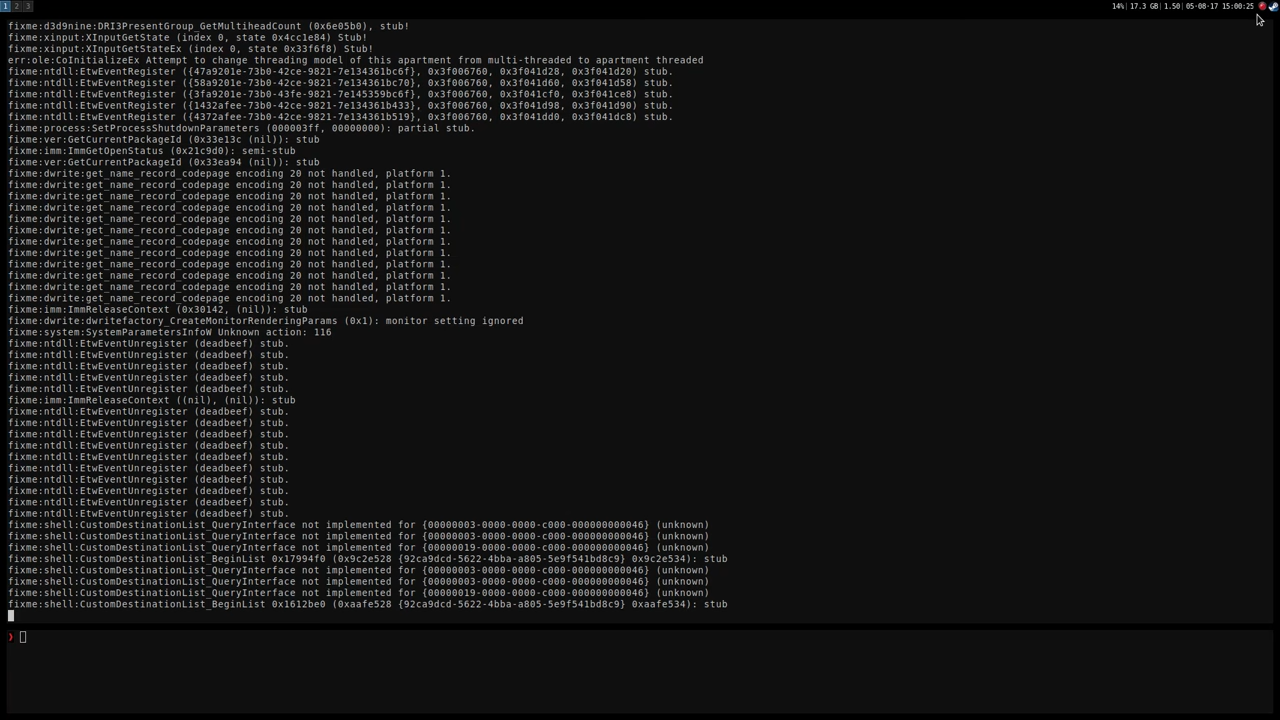 1 2 3
14%| 17.3 GB| 1.50| 05-08-17 15:00:25
fixme:d3d9nine:DRI3PresentGroup_GetMultiheadCount (0x6e05b0), stub!
fixme:xinput:XInputGetState (index 0, state 0x4cc1e84) Stub!
fixme:xinput:XInputGetStateEx (index 0, state 0x33f6f8) Stub!
err:ole:CoInitializeEx Attempt to change threading model of this apartment from multi-threaded to apartment threaded
fixme:ntdll:EtwEventRegister ({47a9201e-73b0-42ce-9821-7e134361bc6f}, 0x3f006760, 0x3f041d28, 0x3f041d20) stub.
fixme:ntdll:EtwEventRegister ({58a9201e-73b0-42ce-9821-7e134361bc70}, 0x3f006760, 0x3f041d60, 0x3f041d58) stub.
fixme:ntdll:EtwEventRegister ({3fa9201e-73b0-43fe-9821-7e145359bc6f}, 0x3f006760, 0x3f041cf0, 0x3f041ce8) stub.
fixme:ntdll:EtwEventRegister ({1432afee-73b0-42ce-9821-7e134361b433}, 0x3f006760, 0x3f041d98, 0x3f041d90) stub.
fixme:ntdll:EtwEventRegister ({4372afee-73b0-42ce-9821-7e134361b519}, 0x3f006760, 0x3f041dd0, 0x3f041dc8) stub.
fixme:process:SetProcessShutdownParameters (000003ff, 00000000): partial stub.
fixme:ver:GetCurrentPackageId (0x33e13c (nil)): stub
fixme:imm:ImmGetOpenStatus (0x21c9d0): semi-stub
fixme:ver:GetCurrentPackageId (0x33ea94 (nil)): stub
fixme:dwrite:get_name_record_codepage encoding 20 not handled, platform 1.
fixme:dwrite:get_name_record_codepage encoding 20 not handled, platform 1.
fixme:dwrite:get_name_record_codepage encoding 20 not handled, platform 1.
fixme:dwrite:get_name_record_codepage encoding 20 not handled, platform 1.
fixme:dwrite:get_name_record_codepage encoding 20 not handled, platform 1.
fixme:dwrite:get_name_record_codepage encoding 20 not handled, platform 1.
fixme:dwrite:get_name_record_codepage encoding 20 not handled, platform 1.
fixme:dwrite:get_name_record_codepage encoding 20 not handled, platform 1.
fixme:dwrite:get_name_record_codepage encoding 20 not handled, platform 1.
fixme:dwrite:get_name_record_codepage encoding 20 not handled, platform 1.
fixme:dwrite:get_name_record_codepage encoding 20 not handled, platform 1.
fixme:dwrite:get_name_record_codepage encoding 20 not handled, platform 1.
fixme:imm:ImmReleaseContext (0x30142, (nil)): stub
fixme:dwrite:dwritefactory_CreateMonitorRenderingParams (0x1): monitor setting ignored
fixme:system:SystemParametersInfoW Unknown action: 116
fixme:ntdll:EtwEventUnregister (deadbeef) stub.
fixme:ntdll:EtwEventUnregister (deadbeef) stub.
fixme:ntdll:EtwEventUnregister (deadbeef) stub.
fixme:ntdll:EtwEventUnregister (deadbeef) stub.
fixme:ntdll:EtwEventUnregister (deadbeef) stub.
fixme:imm:ImmReleaseContext ((nil), (nil)): stub
fixme:ntdll:EtwEventUnregister (deadbeef) stub.
fixme:ntdll:EtwEventUnregister (deadbeef) stub.
fixme:ntdll:EtwEventUnregister (deadbeef) stub.
fixme:ntdll:EtwEventUnregister (deadbeef) stub.
fixme:ntdll:EtwEventUnregister (deadbeef) stub.
fixme:ntdll:EtwEventUnregister (deadbeef) stub.
fixme:ntdll:EtwEventUnregister (deadbeef) stub.
fixme:ntdll:EtwEventUnregister (deadbeef) stub.
fixme:ntdll:EtwEventUnregister (deadbeef) stub.
fixme:ntdll:EtwEventUnregister (deadbeef) stub.
fixme:shell:CustomDestinationList_QueryInterface not implemented for {00000003-0000-0000-c000-000000000046} (unknown)
fixme:shell:CustomDestinationList_QueryInterface not implemented for {00000003-0000-0000-c000-000000000046} (unknown)
fixme:shell:CustomDestinationList_QueryInterface not implemented for {00000019-0000-0000-c000-000000000046} (unknown)
fixme:shell:CustomDestinationList_BeginList 0x17994f0 (0x9c2e528 {92ca9dcd-5622-4bba-a805-5e9f541bd8c9} 0x9c2e534): stub
fixme:shell:CustomDestinationList_QueryInterface not implemented for {00000003-0000-0000-c000-000000000046} (unknown)
fixme:shell:CustomDestinationList_QueryInterface not implemented for {00000003-0000-0000-c000-000000000046} (unknown)
fixme:shell:CustomDestinationList_QueryInterface not implemented for {00000019-0000-0000-c000-000000000046} (unknown)
fixme:shell:CustomDestinationList_BeginList 0x1612be0 (0xaafe528 {92ca9dcd-5622-4bba-a805-5e9f541bd8c9} 0xaafe534): stub
❯